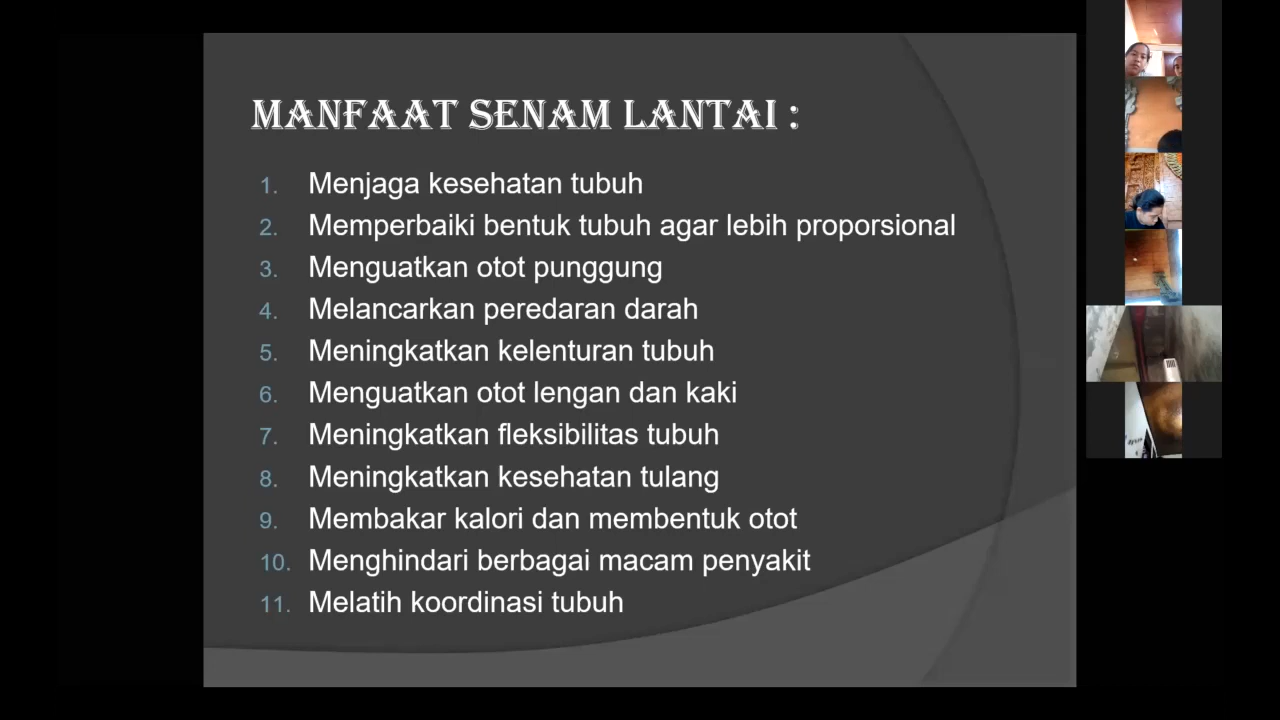 MANFAAT SENAM LANTAI :
1. Menjaga kesehatan tubuh
2. Memperbaiki bentuk tubuh agar lebih proporsional
3. Menguatkan otot punggung
4. Melancarkan peredaran darah
5. Meningkatkan kelenturan tubuh
6. Menguatkan otot lengan dan kaki
7. Meningkatkan fleksibilitas tubuh
8. Meningkatkan kesehatan tulang
9. Membakar kalori dan membentuk otot
10. Menghindari berbagai macam penyakit
11. Melatih koordinasi tubuh